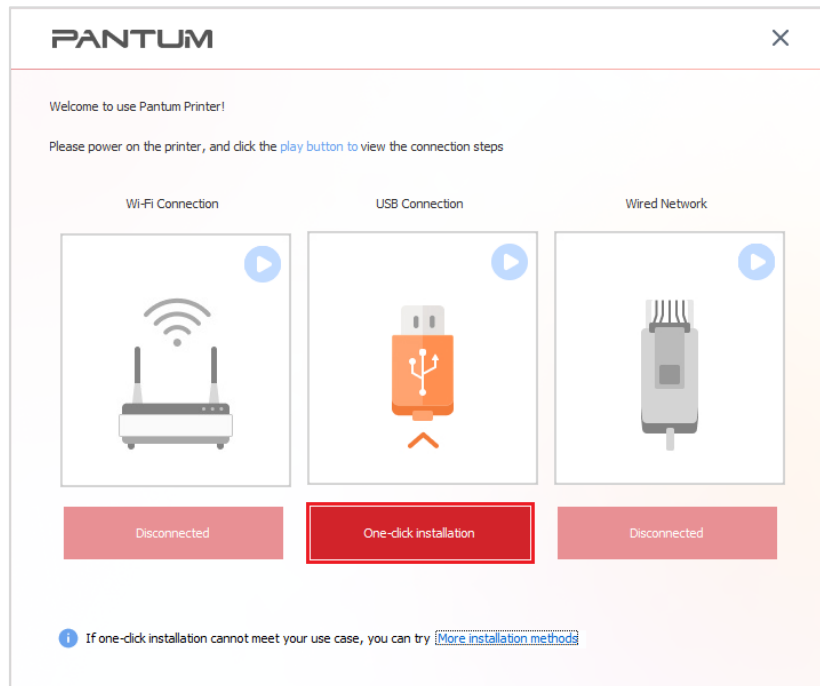 PANTUM
Welcome to use Pantum Printer!
Please power on the printer, and click the play button to view the connection steps
Wi-Fi Connection
USB Connection
Wired Network
Disconnected
One-click installation
Disconnected
If one-click installation cannot meet your use case, you can try More installation methods